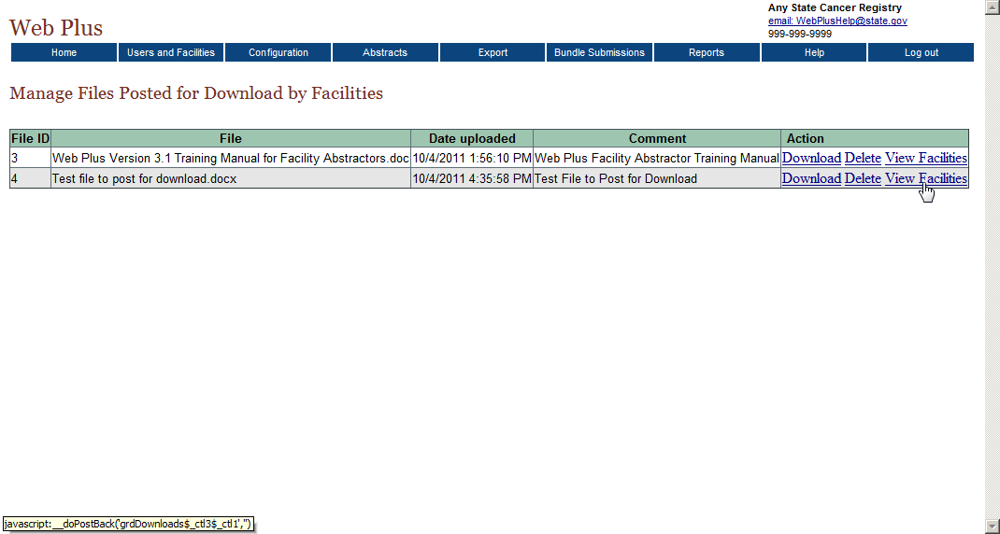 Any State Cancer Registry
Web Plus
email: WebPlusHelp@state.gov
999-999-9999
Home Users and Facilities Configuration Abstracts Export Bundle Submissions Reports Help Log out
Manage Files Posted for Download by Facilities
File ID File Date uploaded Comment Action
3 Web Plus Version 3.1 Training Manual for Facility Abstractors.doc 10/4/2011 1:56:10 PM Web Plus Facility Abstractor Training Manual Download Delete View Facilities
4 Test file to post for download.docx 10/4/2011 4:35:58 PM Test File to Post for Download Download Delete View Facilities
javascript:__doPostBack('grdDownloads$_ctl3$_ctl1','')